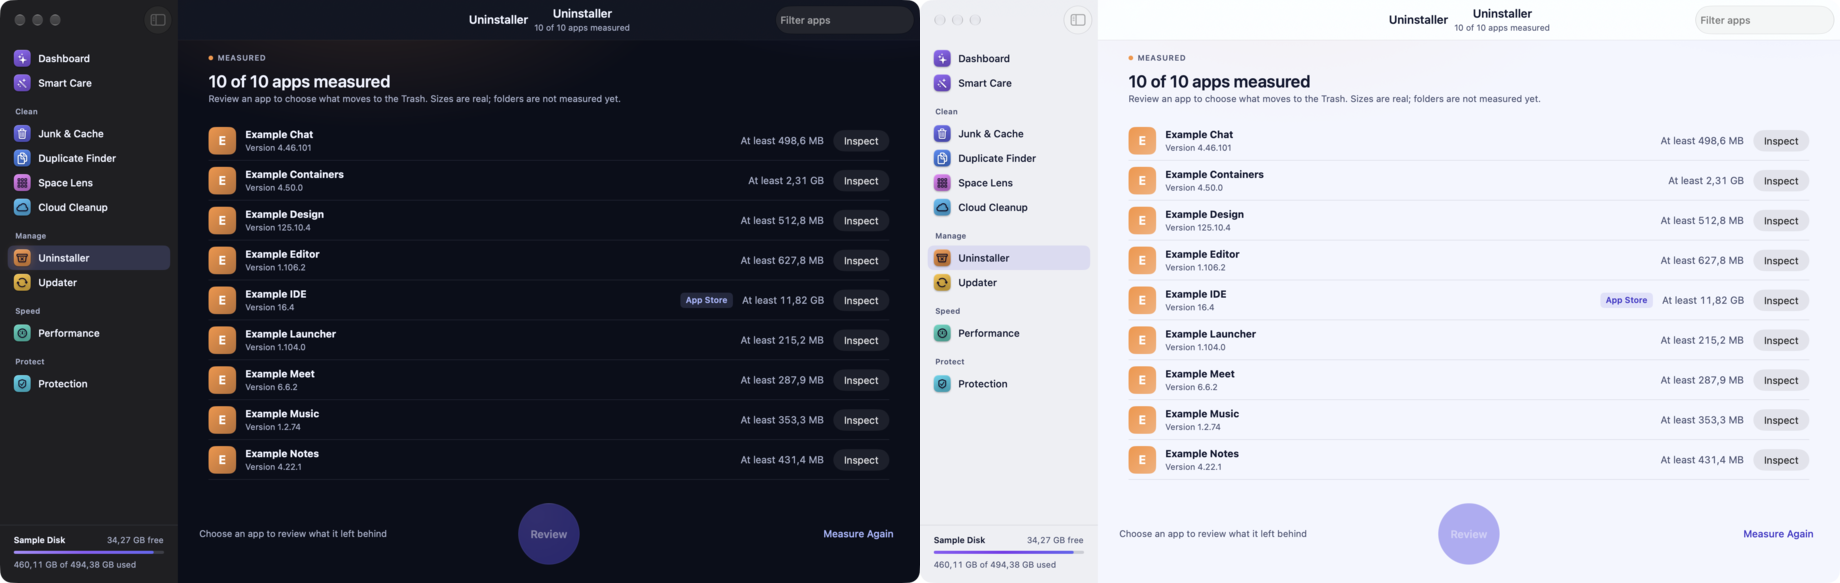 Uninstaller
Uninstaller
10 of 10 apps measured
Filter apps
Dashboard
Smart Care
Clean
Junk & Cache
Duplicate Finder
Space Lens
Cloud Cleanup
Manage
Uninstaller
Updater
Speed
Performance
Protect
Protection
Sample Disk 34,27 GB free
460,11 GB of 494,38 GB used
MEASURED
10 of 10 apps measured
Review an app to choose what moves to the Trash. Sizes are real; folders are not measured yet.
E Example Chat At least 498,6 MB Inspect
Version 4.46.101
E Example Containers At least 2,31 GB Inspect
Version 4.50.0
E Example Design At least 512,8 MB Inspect
Version 125.10.4
E Example Editor At least 627,8 MB Inspect
Version 1.106.2
E Example IDE App Store At least 11,82 GB Inspect
Version 16.4
E Example Launcher At least 215,2 MB Inspect
Version 1.104.0
E Example Meet At least 287,9 MB Inspect
Version 6.6.2
E Example Music At least 353,3 MB Inspect
Version 1.2.74
E Example Notes At least 431,4 MB Inspect
Version 4.22.1
Choose an app to review what it left behind Review Measure Again
Uninstaller
Uninstaller
10 of 10 apps measured
Filter apps
Dashboard
Smart Care
Clean
Junk & Cache
Duplicate Finder
Space Lens
Cloud Cleanup
Manage
Uninstaller
Updater
Speed
Performance
Protect
Protection
Sample Disk 34,27 GB free
460,11 GB of 494,38 GB used
MEASURED
10 of 10 apps measured
Review an app to choose what moves to the Trash. Sizes are real; folders are not measured yet.
E Example Chat At least 498,6 MB Inspect
Version 4.46.101
E Example Containers At least 2,31 GB Inspect
Version 4.50.0
E Example Design At least 512,8 MB Inspect
Version 125.10.4
E Example Editor At least 627,8 MB Inspect
Version 1.106.2
E Example IDE App Store At least 11,82 GB Inspect
Version 16.4
E Example Launcher At least 215,2 MB Inspect
Version 1.104.0
E Example Meet At least 287,9 MB Inspect
Version 6.6.2
E Example Music At least 353,3 MB Inspect
Version 1.2.74
E Example Notes At least 431,4 MB Inspect
Version 4.22.1
Choose an app to review what it left behind Review Measure Again